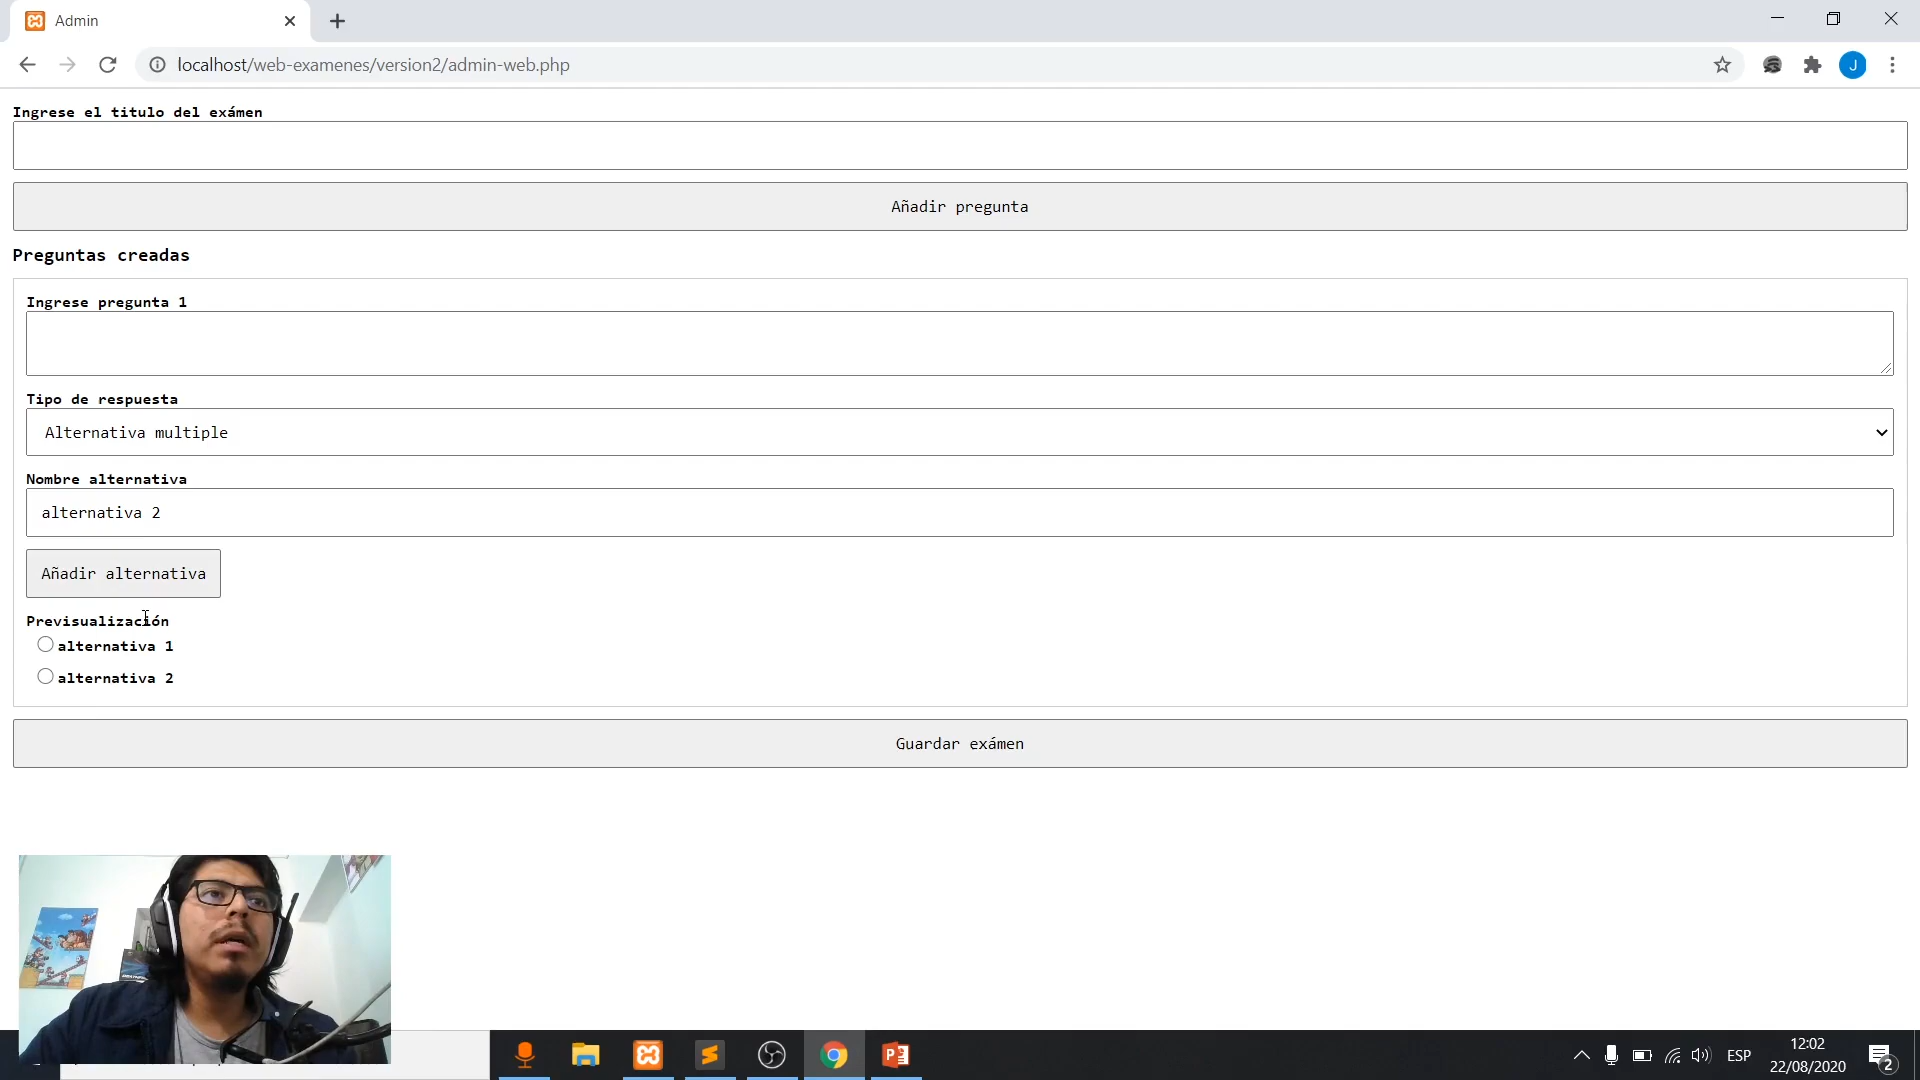 Admin
localhost/web-examenes/version2/admin-web.php
J
Ingrese el titulo del exámen
Añadir pregunta
Preguntas creadas
Ingrese pregunta 1
Tipo de respuesta
Alternativa multiple
Nombre alternativa
alternativa 2
Añadir alternativa
Previsualización
alternativa 1
alternativa 2
Guardar exámen
ESP
12:02
22/08/2020
2